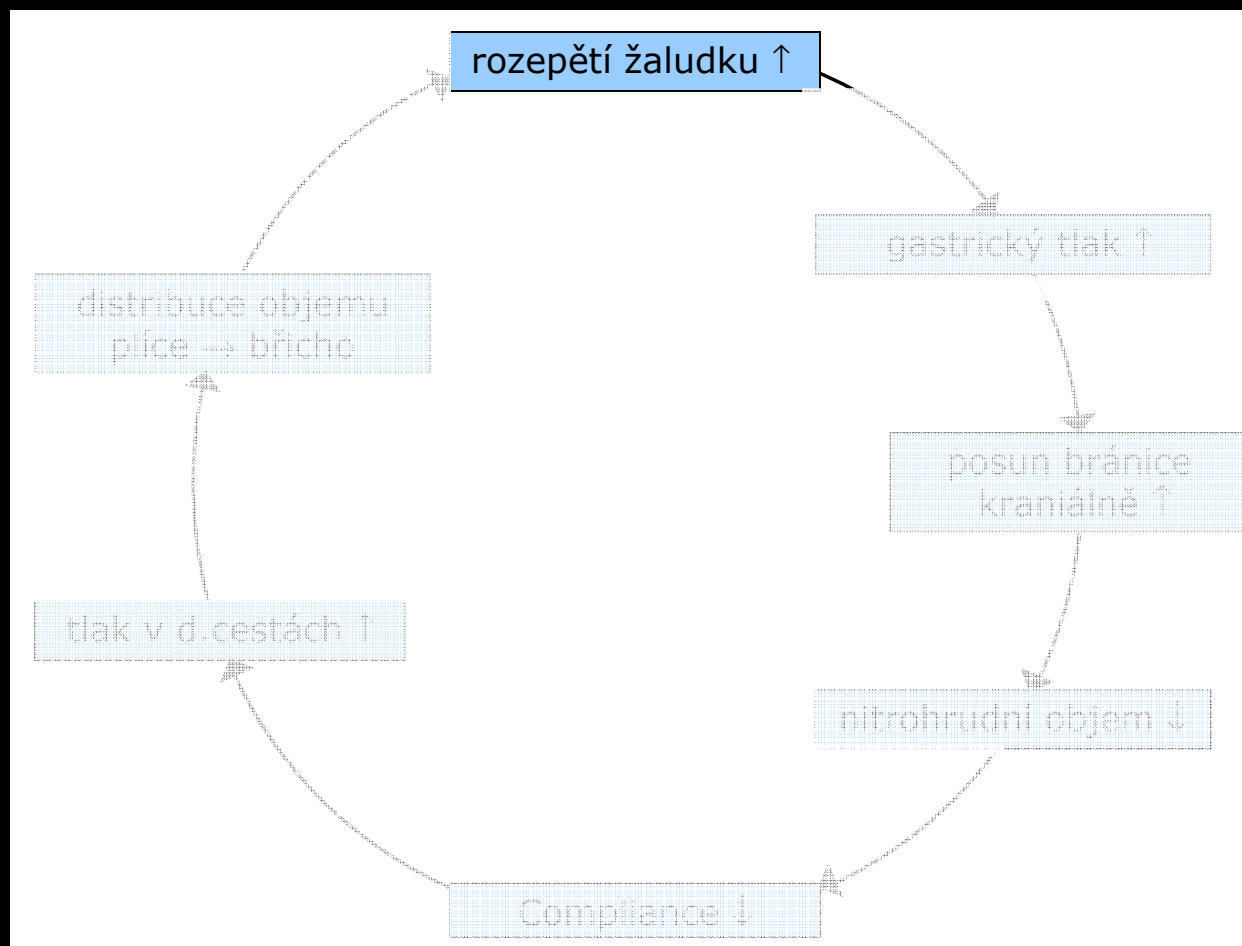 rozepětí žaludku ↑
gastrický tlak ↑
distribuce objemu
plíce → břicho
posun bránice
kraniálně ↑
tlak v d.cestách ↑
nitrohrudní objem ↓
Compliance ↓